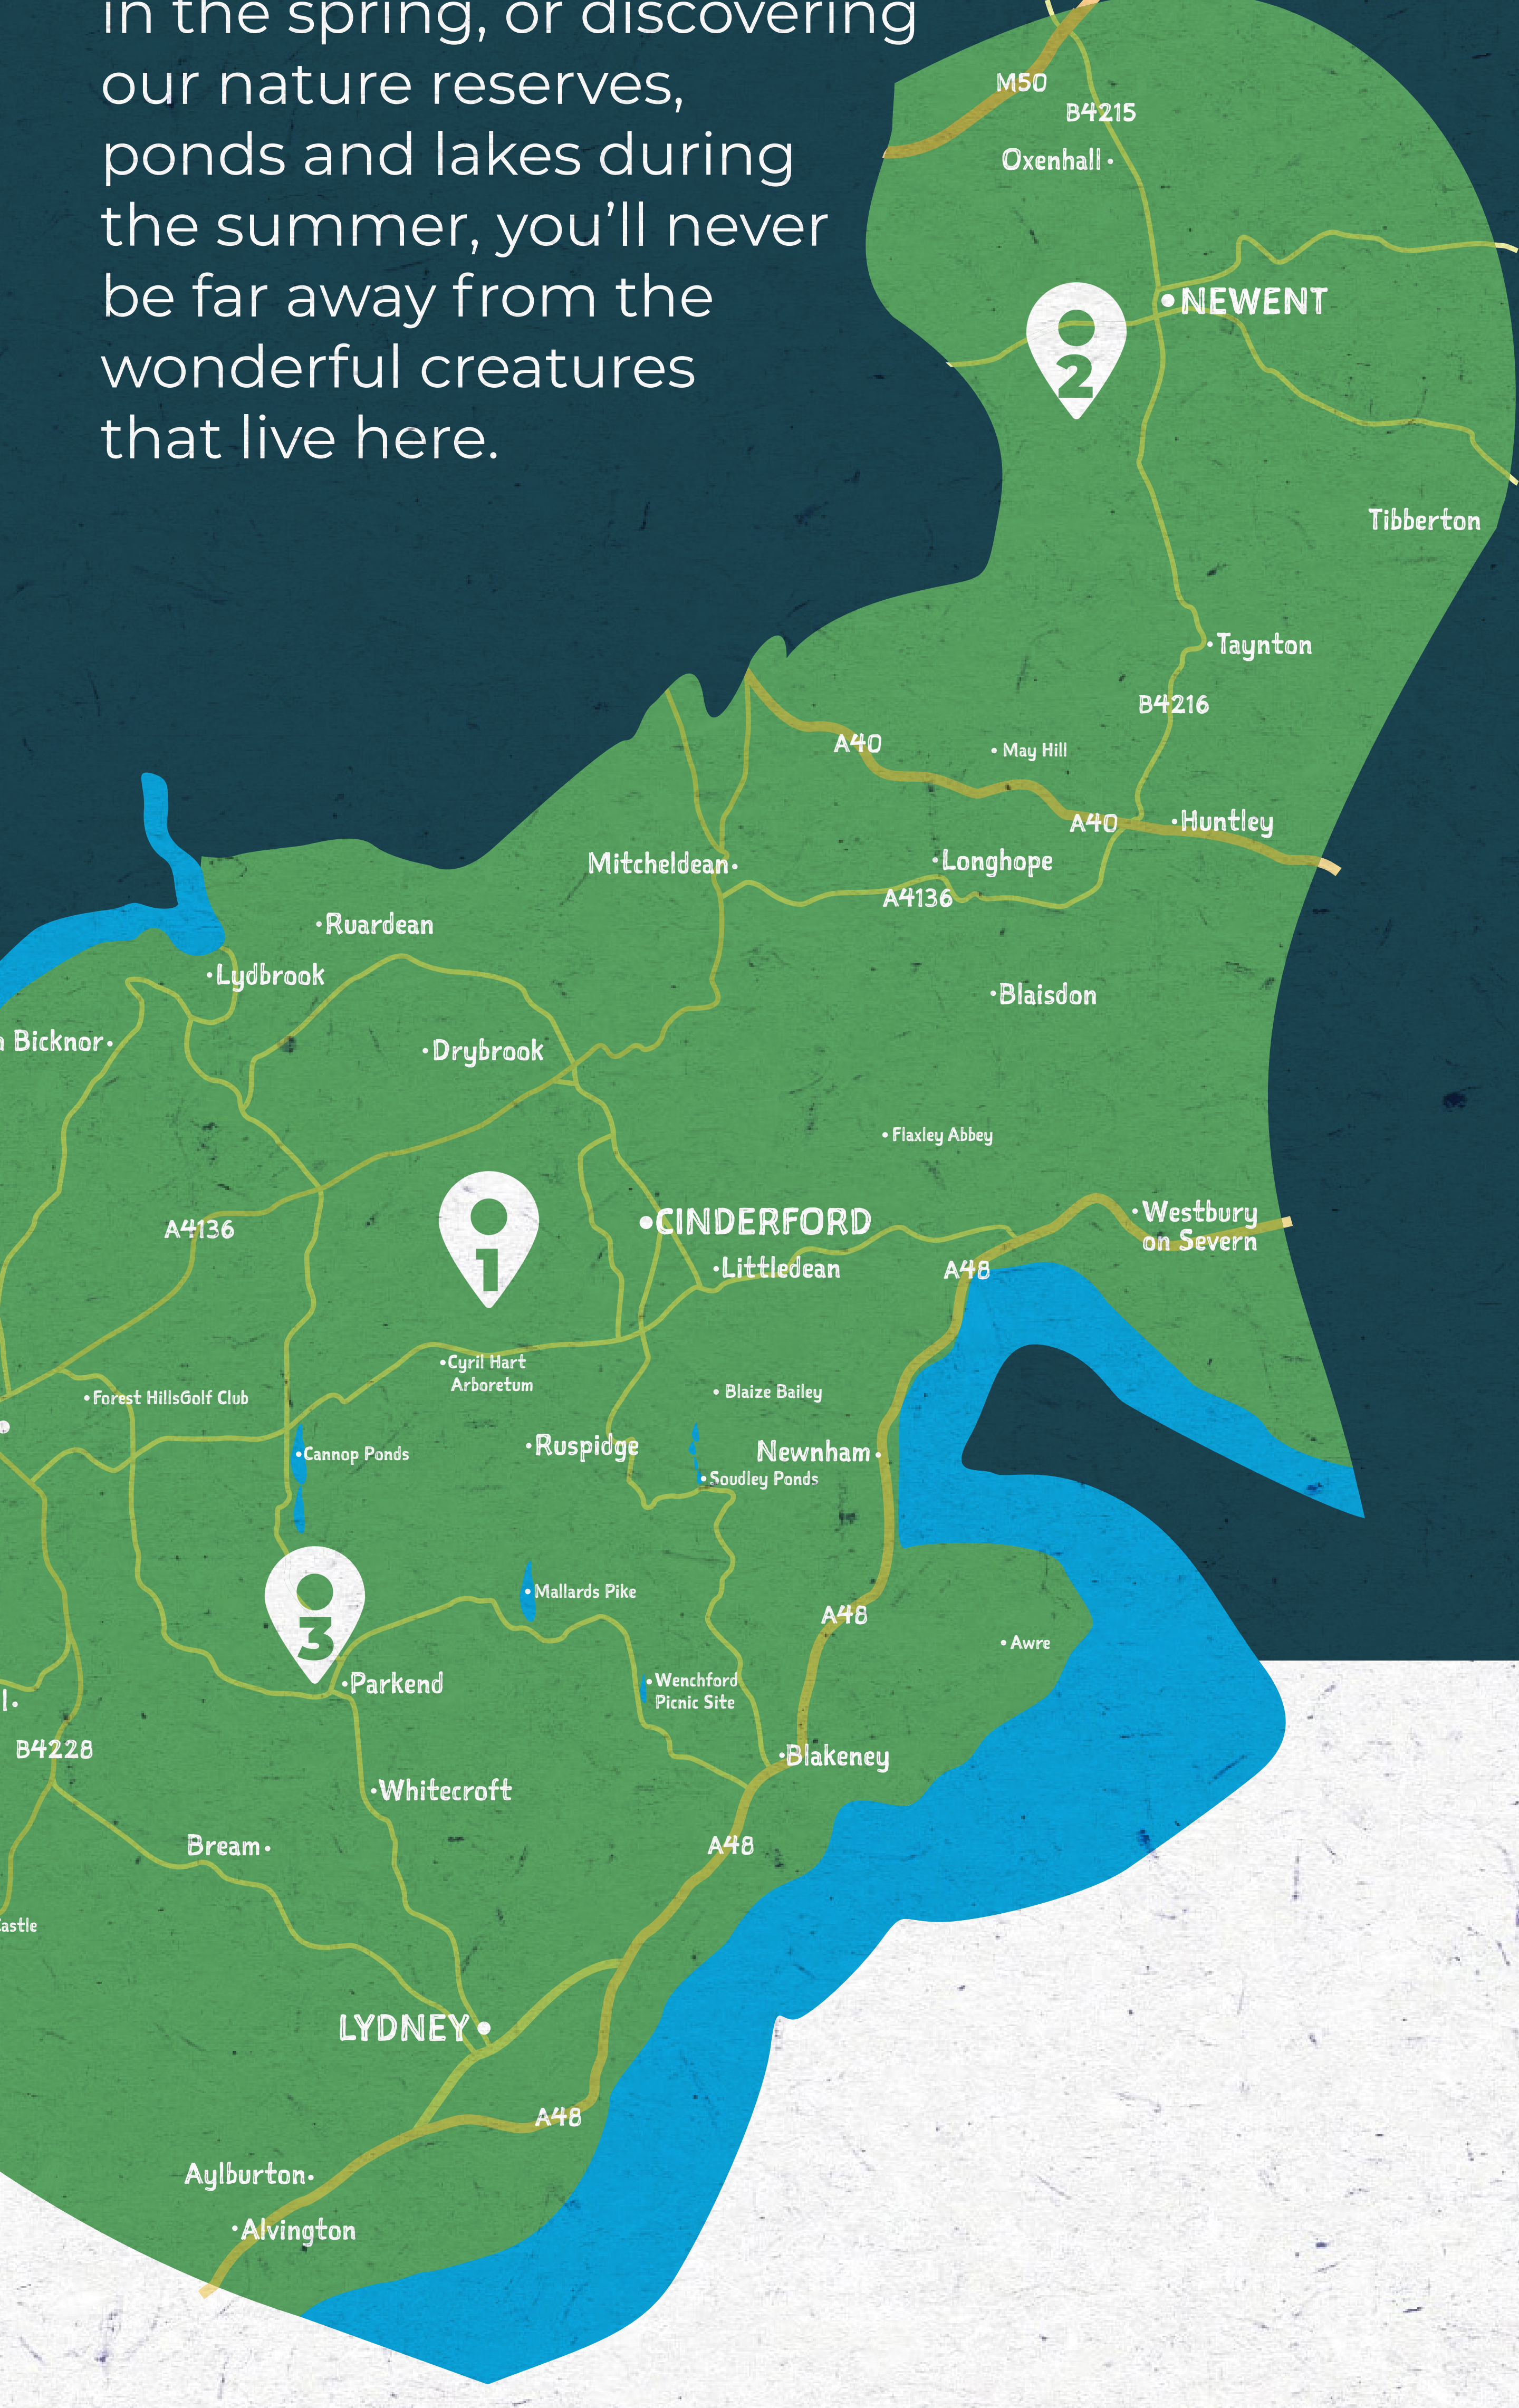 in the spring, or discovering
our nature reserves,
ponds and lakes during
the summer, you'll never
be far away from the
wonderful creatures
that live here.
M50
B4215
Oxenhall
NEWENT
2
Tibberton
Taynton
B4216
A40
May Hill
A40
Huntley
Mitcheldean
Longhope
A4136
Ruardean
Lydbrook
Blaisdon
Bicknor
Drybrook
Flaxley Abbey
1
CINDERFORD
Westbury
on Severn
A4136
Littledean
A48
Cyril Hart
Arboretum
Forest HillsGolf Club
Blaize Bailey
Cannop Ponds
Ruspidge
Newnham
Soudley Ponds
Mallards Pike
3
A48
Awre
Parkend
Wenchford
Picnic Site
B4228
Blakeney
Whitecroft
Bream
A48
LYDNEY
A48
Aylburton
Alvington